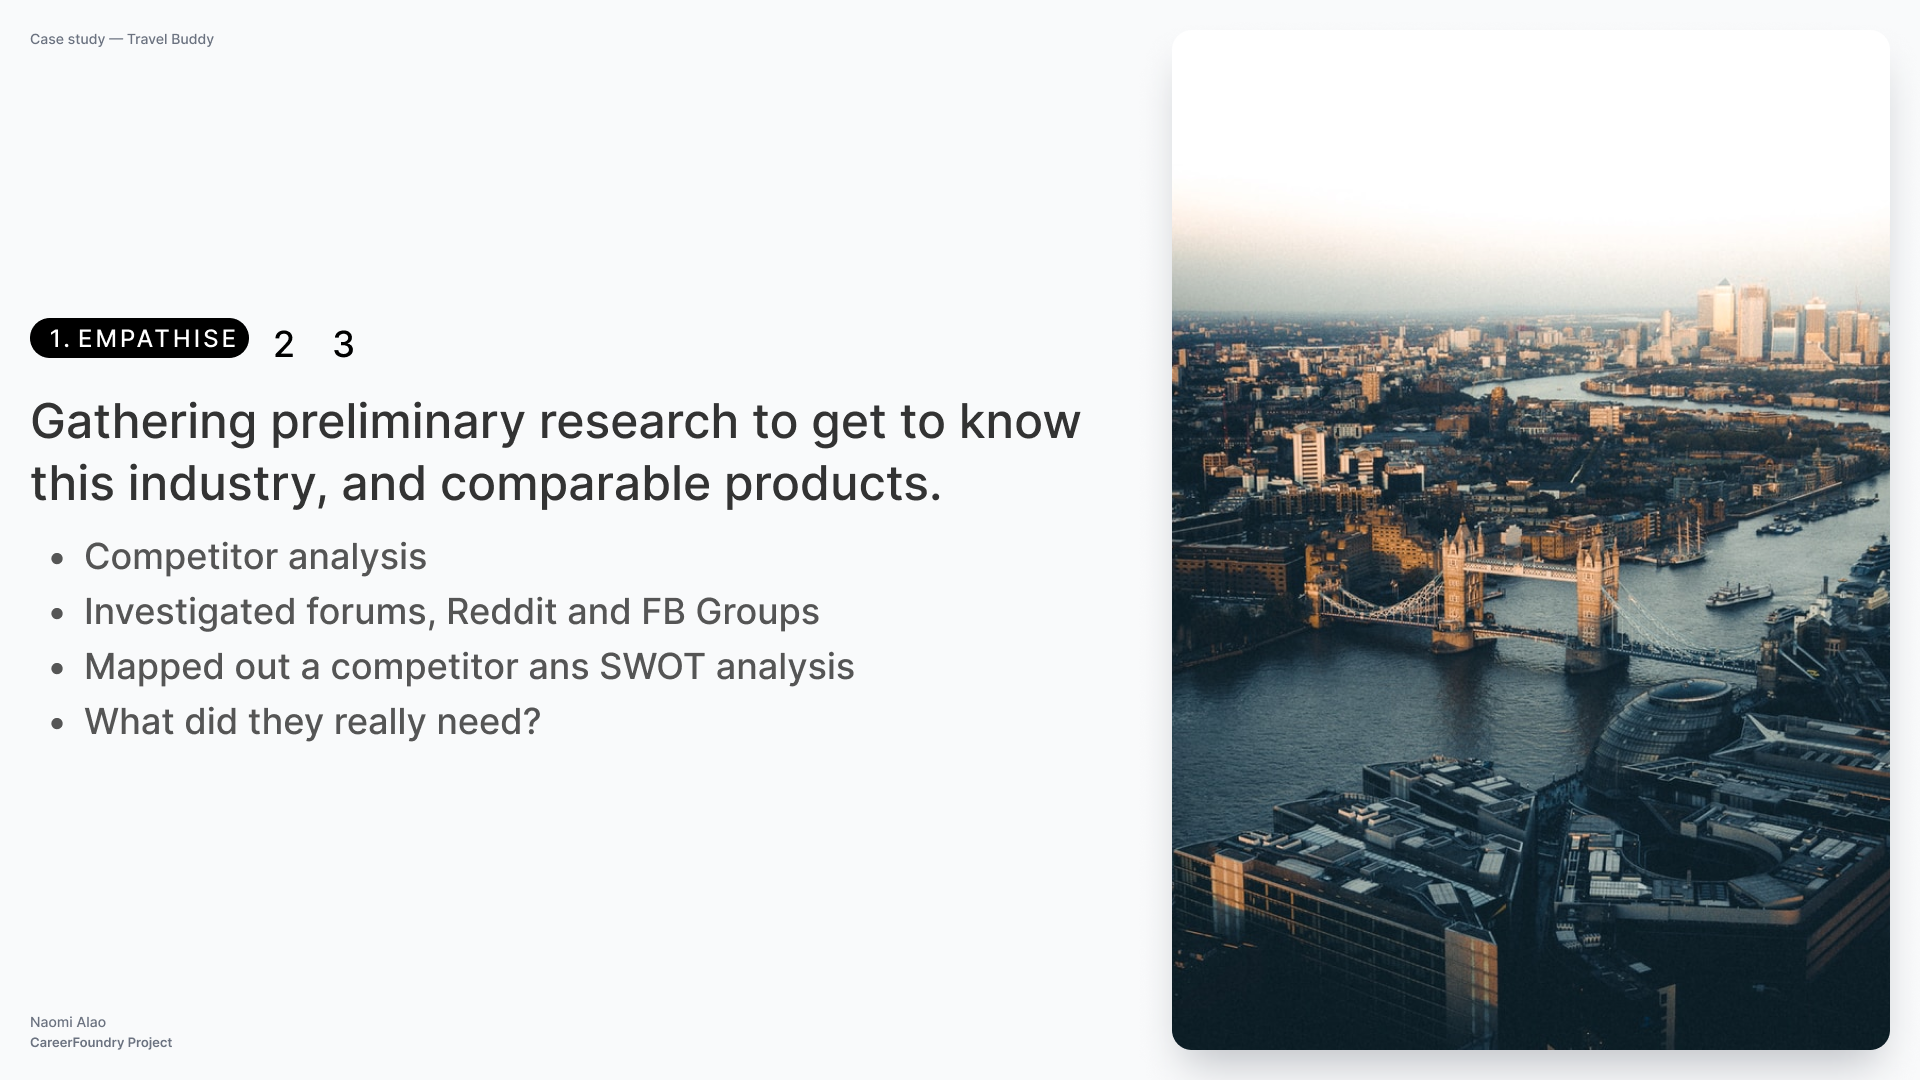 Case study — Travel Buddy
1. EMPATHISE 2 3
Gathering preliminary research to get to know
this industry, and comparable products.
• Competitor analysis
• Investigated forums, Reddit and FB Groups
• Mapped out a competitor ans SWOT analysis
• What did they really need?
Naomi Alao
CareerFoundry Project